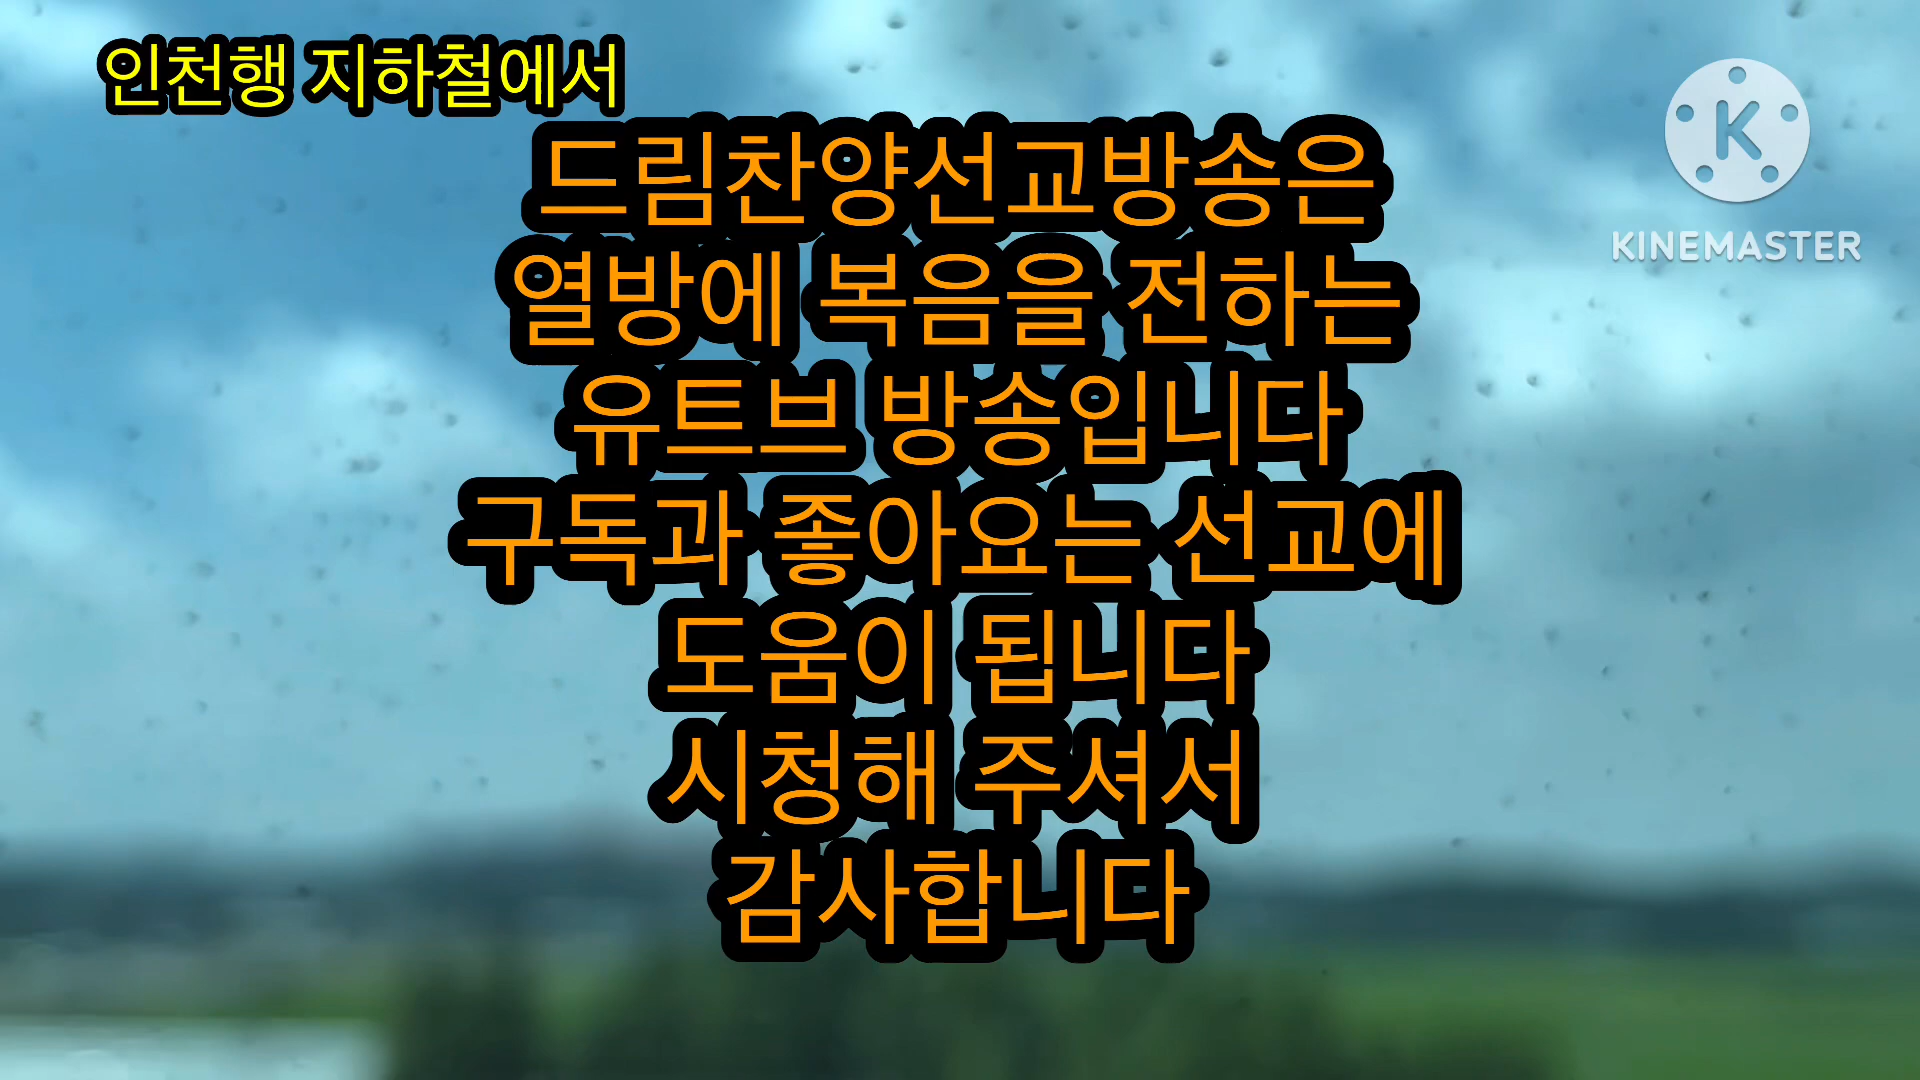 인천행 지하철에서
드림찬양선교방송은
열방에 복음을 전하는
유트브 방송입니다
구독과 좋아요는 선교에
도움이 됩니다
시청해 주셔서
감사합니다
K
KINEMASTER